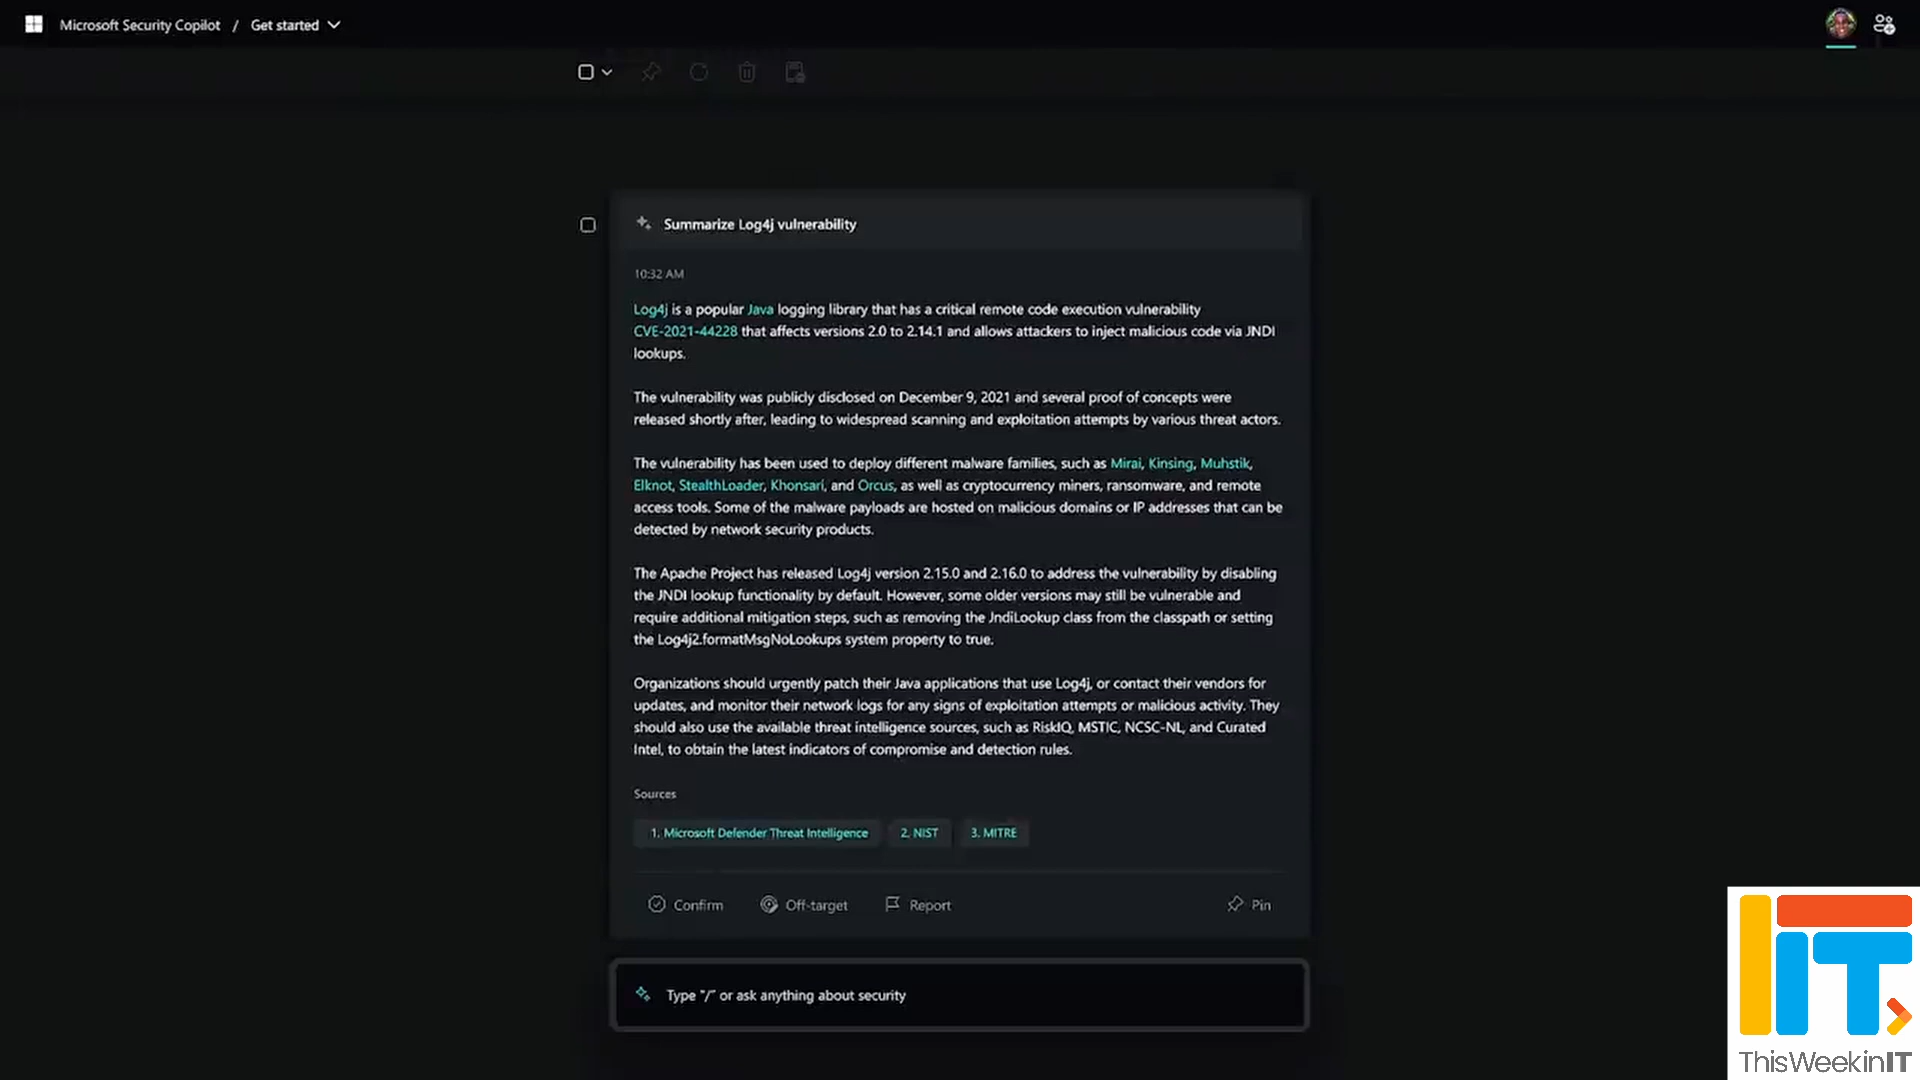 Microsoft Security Copilot / Get started
Summarize Log4j vulnerability
10:32 AM
Log4j is a popular Java logging library that has a critical remote code execution vulnerability
CVE-2021-44228 that affects versions 2.0 to 2.14.1 and allows attackers to inject malicious code via JNDI
lookups.
The vulnerability was publicly disclosed on December 9, 2021 and several proof of concepts were
released shortly after, leading to widespread scanning and exploitation attempts by various threat actors.
The vulnerability has been used to deploy different malware families, such as Mirai, Kinsing, Muhstik,
Elknot, StealthLoader, Khonsari, and Orcus, as well as cryptocurrency miners, ransomware, and remote
access tools. Some of the malware payloads are hosted on malicious domains or IP addresses that can be
detected by network security products.
The Apache Project has released Log4j version 2.15.0 and 2.16.0 to address the vulnerability by disabling
the JNDI lookup functionality by default. However, some older versions may still be vulnerable and
require additional mitigation steps, such as removing the JndiLookup class from the classpath or setting
the Log4j2.formatMsgNoLookups system property to true.
Organizations should urgently patch their Java applications that use Log4j, or contact their vendors for
updates, and monitor their network logs for any signs of exploitation attempts or malicious activity. They
should also use the available threat intelligence sources, such as RiskIQ, MSTIC, NCSC-NL, and Curated
Intel, to obtain the latest indicators of compromise and detection rules.
Sources
1. Microsoft Defender Threat Intelligence 2. NIST 3. MITRE
Confirm Off-target Report Pin
Type "/" or ask anything about security
IT
ThisWeekinIT